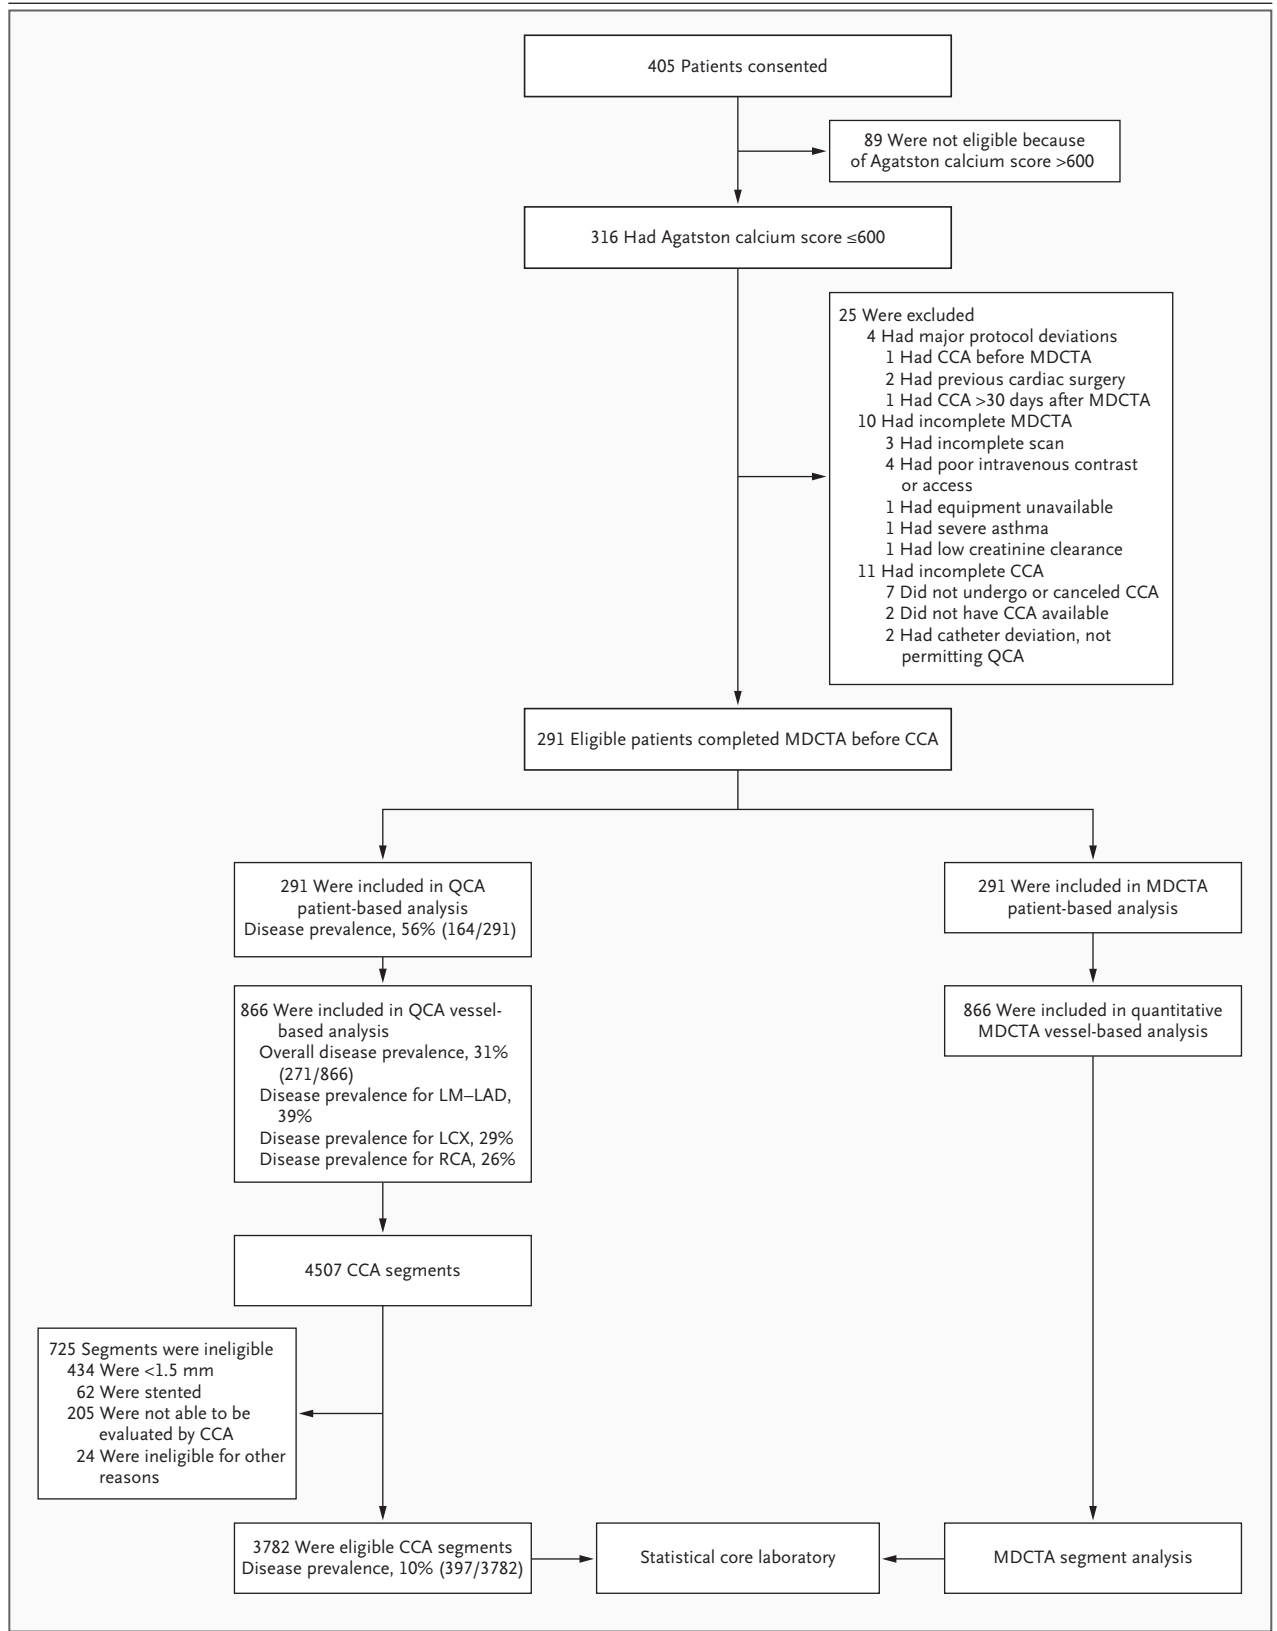 405 Patients consented
89 Were not eligible because
of Agatston calcium score >600
316 Had Agatston calcium score ≤600
25 Were excluded
4 Had major protocol deviations
1 Had CCA before MDCTA
2 Had previous cardiac surgery
1 Had CCA >30 days after MDCTA
10 Had incomplete MDCTA
3 Had incomplete scan
4 Had poor intravenous contrast
or access
1 Had equipment unavailable
1 Had severe asthma
1 Had low creatinine clearance
11 Had incomplete CCA
7 Did not undergo or canceled CCA
2 Did not have CCA available
2 Had catheter deviation, not
permitting QCA
291 Eligible patients completed MDCTA before CCA
291 Were included in QCA
patient-based analysis
Disease prevalence, 56% (164/291)
291 Were included in MDCTA
patient-based analysis
866 Were included in QCA vessel-
based analysis
Overall disease prevalence, 31%
(271/866)
Disease prevalence for LM–LAD,
39%
Disease prevalence for LCX, 29%
Disease prevalence for RCA, 26%
866 Were included in quantitative
MDCTA vessel-based analysis
4507 CCA segments
725 Segments were ineligible
434 Were <1.5 mm
62 Were stented
205 Were not able to be
evaluated by CCA
24 Were ineligible for other
reasons
3782 Were eligible CCA segments
Disease prevalence, 10% (397/3782)
Statistical core laboratory
MDCTA segment analysis